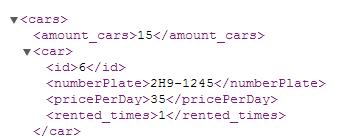 ▼<cars>
<amount_cars>15</amount_cars>
▼<car>
<id>6</id>
<numberPlate>2H9-1245</numberPlate>
<pricePerDay>35</pricePerDay>
<rented_times>1</rented_times>
</car>